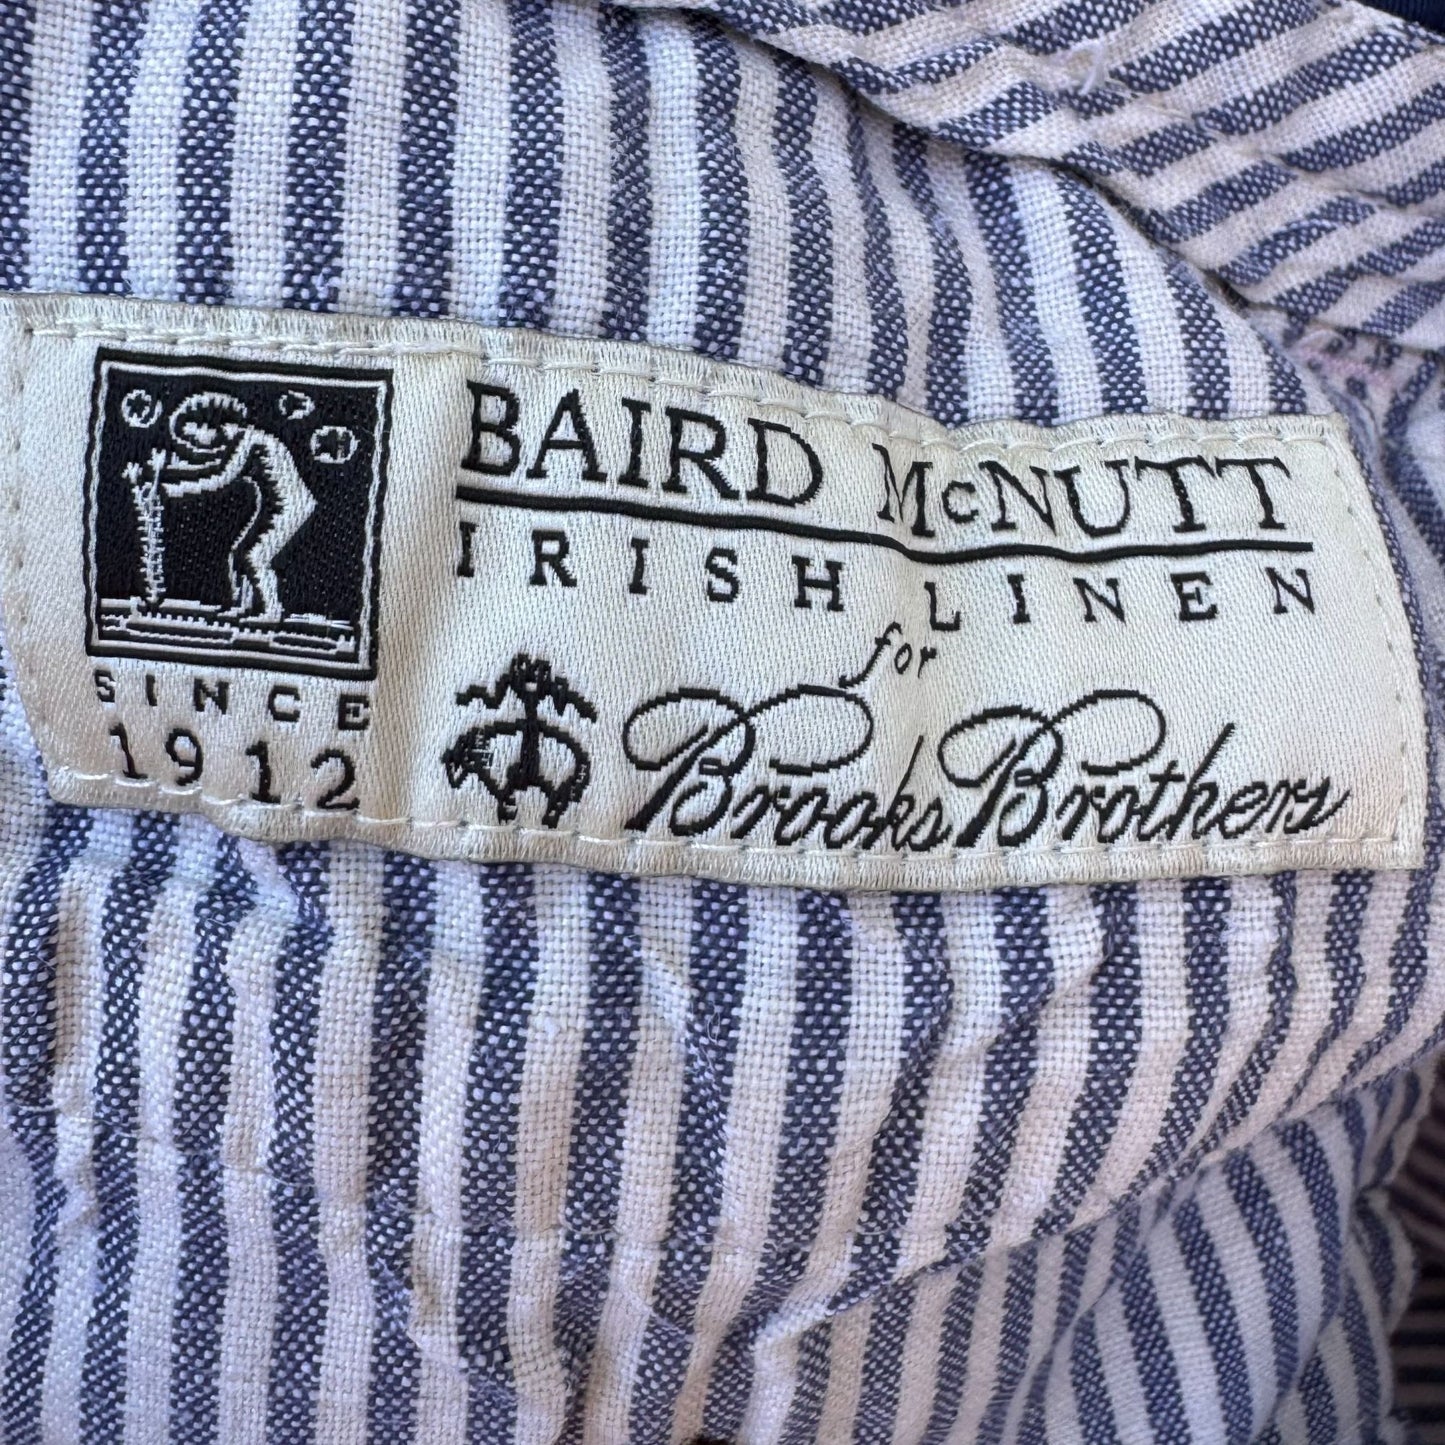 BAIRD McNUTT
IRISH LINEN
for
Brooks Brothers
SINCE
1912